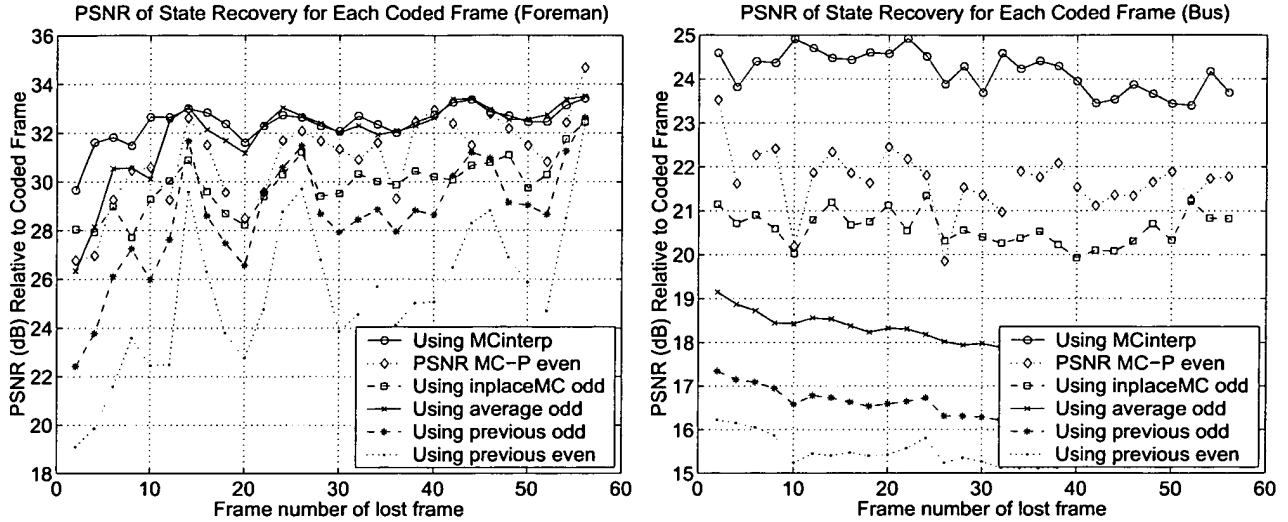 PSNR of State Recovery for Each Coded Frame (Foreman)
36
34
32
30
28
26
24
22
20
18
0
10
20
30
40
50
60
PSNR (dB) Relative to Coded Frame
Frame number of lost frame
Using MCinterp
PSNR MC-P even
Using inplaceMC odd
Using average odd
Using previous odd
Using previous even
PSNR of State Recovery for Each Coded Frame (Bus)
25
24
23
22
21
20
19
18
17
16
15
0
10
20
30
40
50
60
PSNR (dB) Relative to Coded Frame
Frame number of lost frame
Using MCinterp
PSNR MC-P even
Using inplaceMC odd
Using average odd
Using previous odd
Using previous even